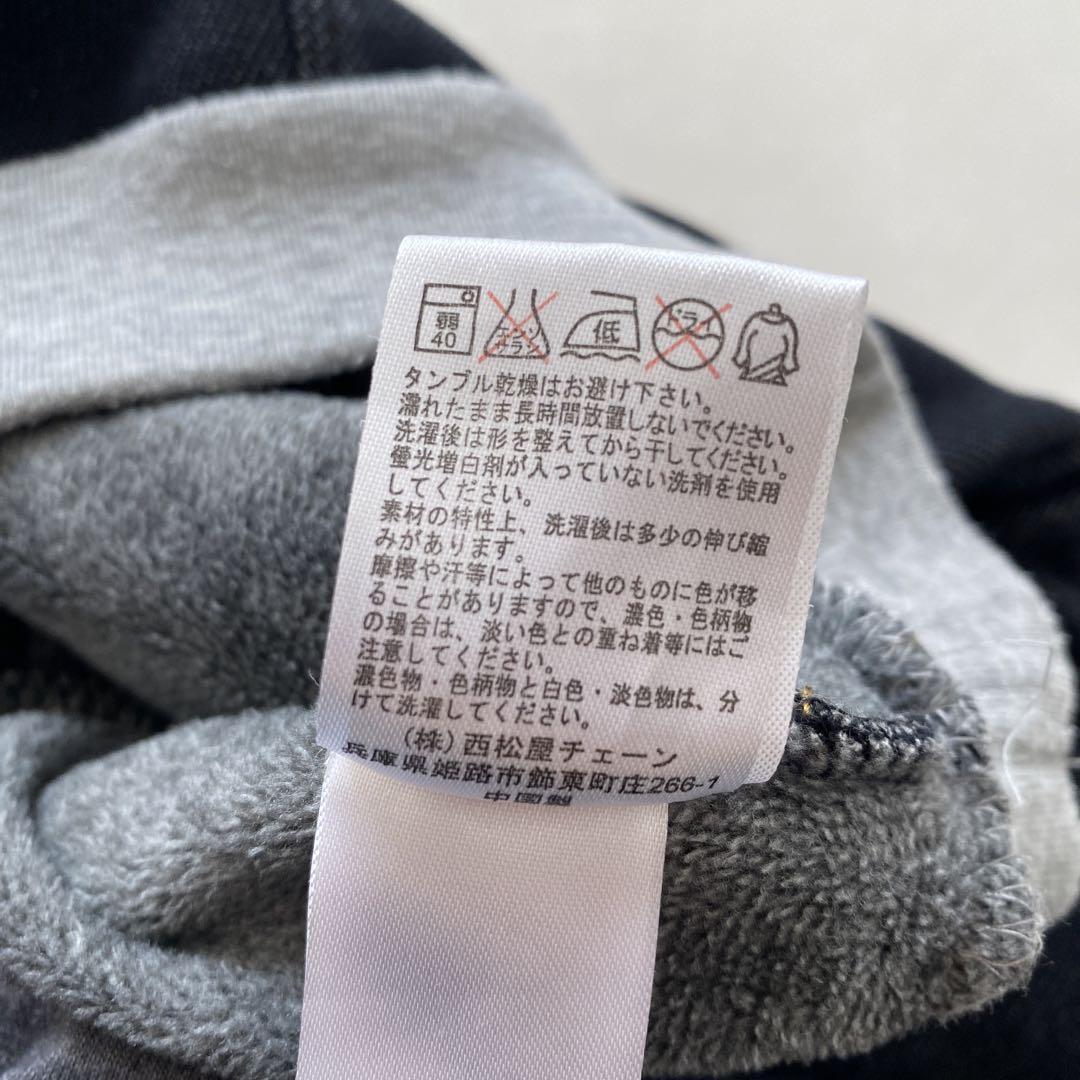 弱
40
エンソ
チラシ
低
ドライ
タンブル乾燥はお避け下さい。
濡れたまま長時間放置しないでください。
洗濯後は形を整えてから干してください。
螢光増白剤が入っていない洗剤を使用
してください。
素材の特性上、洗濯後は多少の伸び縮
みがあります。
摩擦や汗等によって他のものに色が移
ることがありますので、濃色・色柄物
の場合は、淡い色との重ね着等にはご
注意してください。
濃色物・色柄物と白色・淡色物は、分
けて洗濯してください。
(株)西松屋チェーン
兵庫県姫路市飾東町庄266-1
中国製